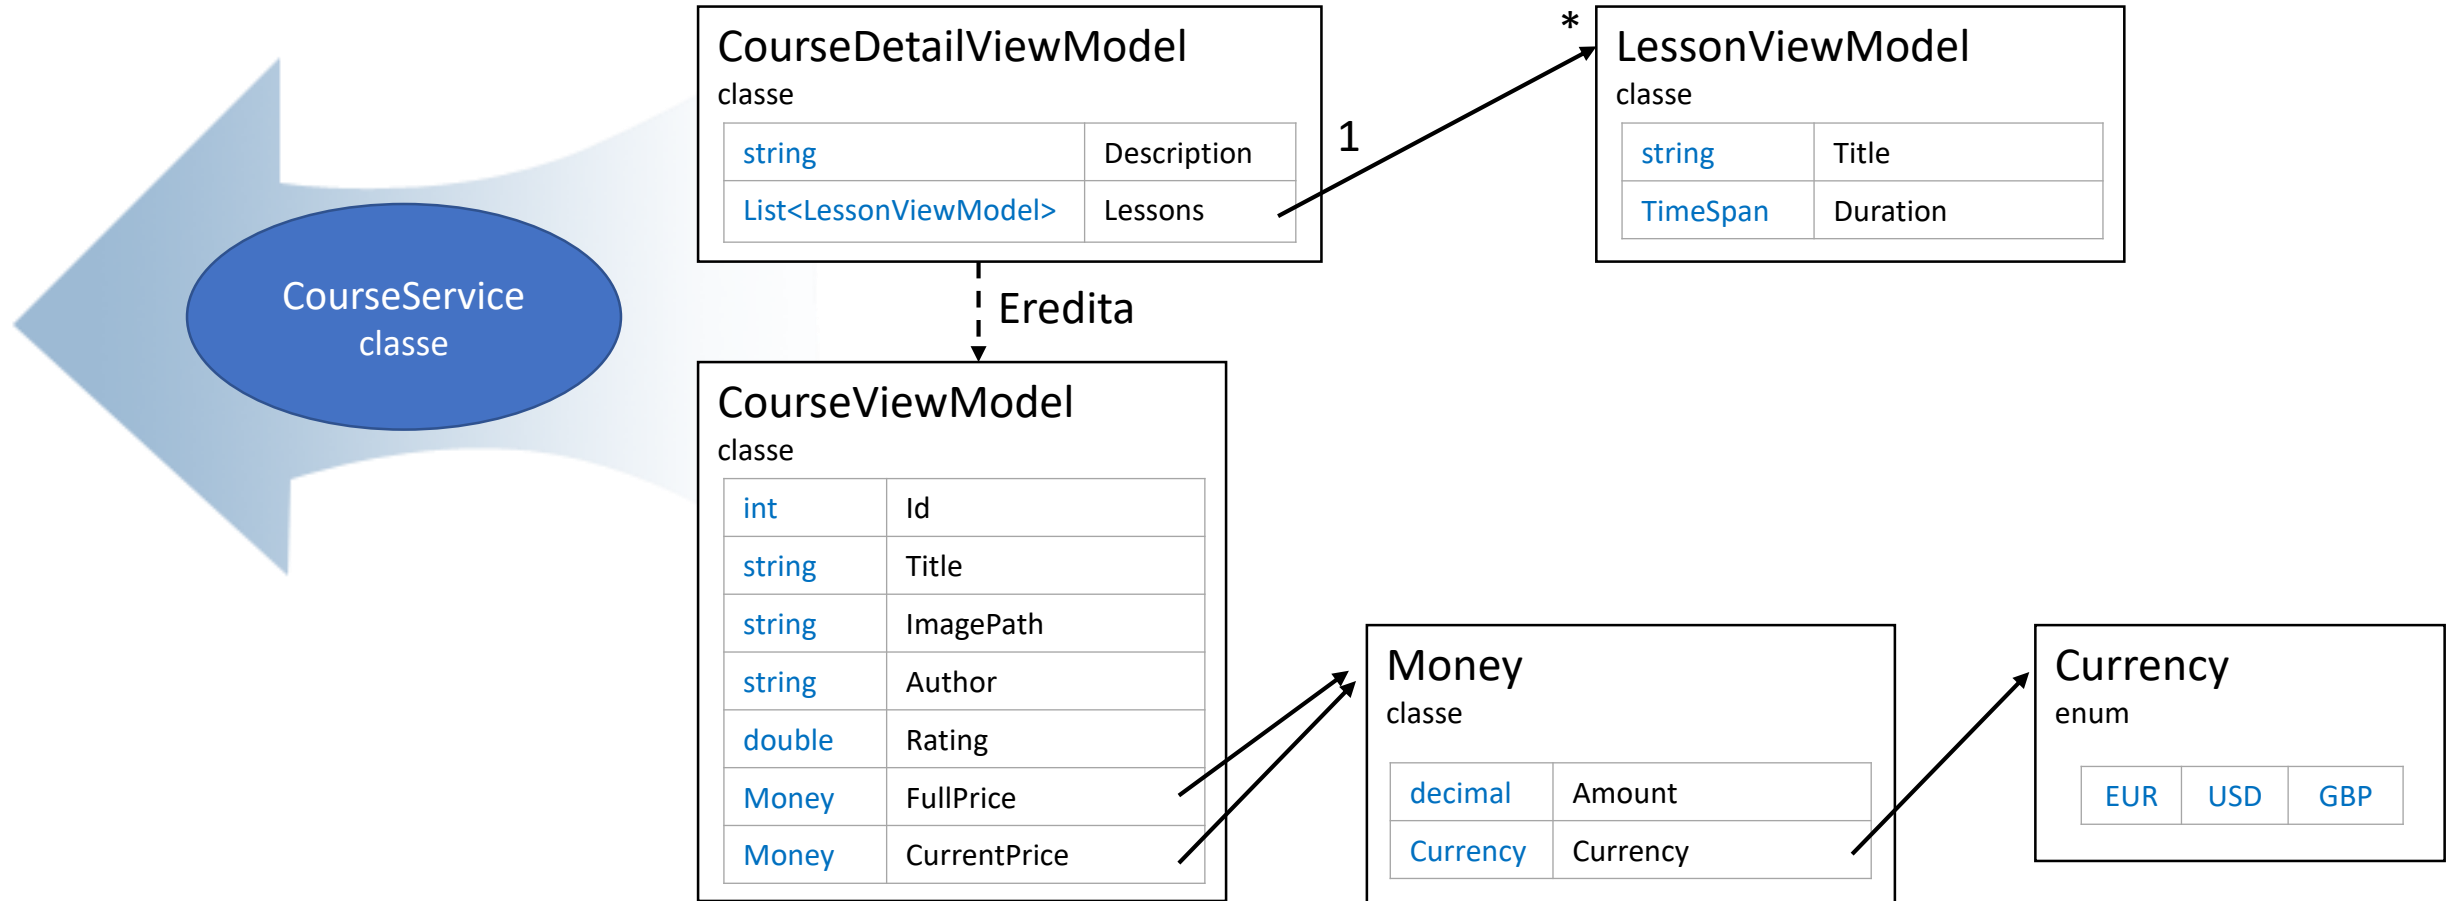 CourseDetailViewModel
classe
string Description
List<LessonViewModel> Lessons
1
*
LessonViewModel
classe
string Title
TimeSpan Duration
CourseService
classe
Eredita
CourseViewModel
classe
int Id
string Title
string ImagePath
string Author
double Rating
Money FullPrice
Money CurrentPrice
Money
classe
decimal Amount
Currency Currency
Currency
enum
EUR USD GBP